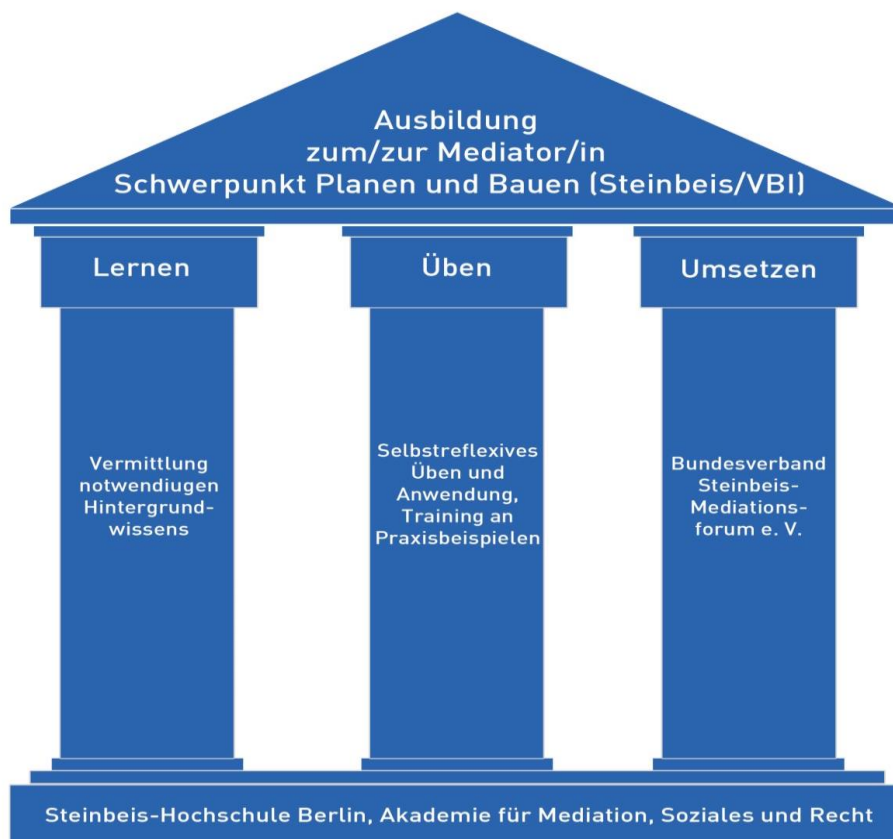 Ausbildung
zum/zur Mediator/in
Schwerpunkt Planen und Bauen (Steinbeis/VBI)
Lernen
Üben
Umsetzen
Vermittlung
notwendiugen
Hintergrund-
wissens
Selbstreflexives
Üben und
Anwendung,
Training an
Praxisbeispielen
Bundesverband
Steinbeis-
Mediations-
forum e. V.
Steinbeis-Hochschule Berlin, Akademie für Mediation, Soziales und Recht